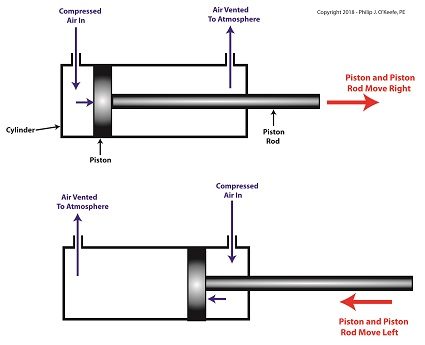 Copyright 2018 - Philip J. O'Keefe, PE
Compressed
Air In
Air Vented
To Atmosphere
Piston and Piston
Rod Move Right
Cylinder
Piston
Piston
Rod
Air Vented
To Atmosphere
Compressed
Air In
Piston and Piston
Rod Move Left